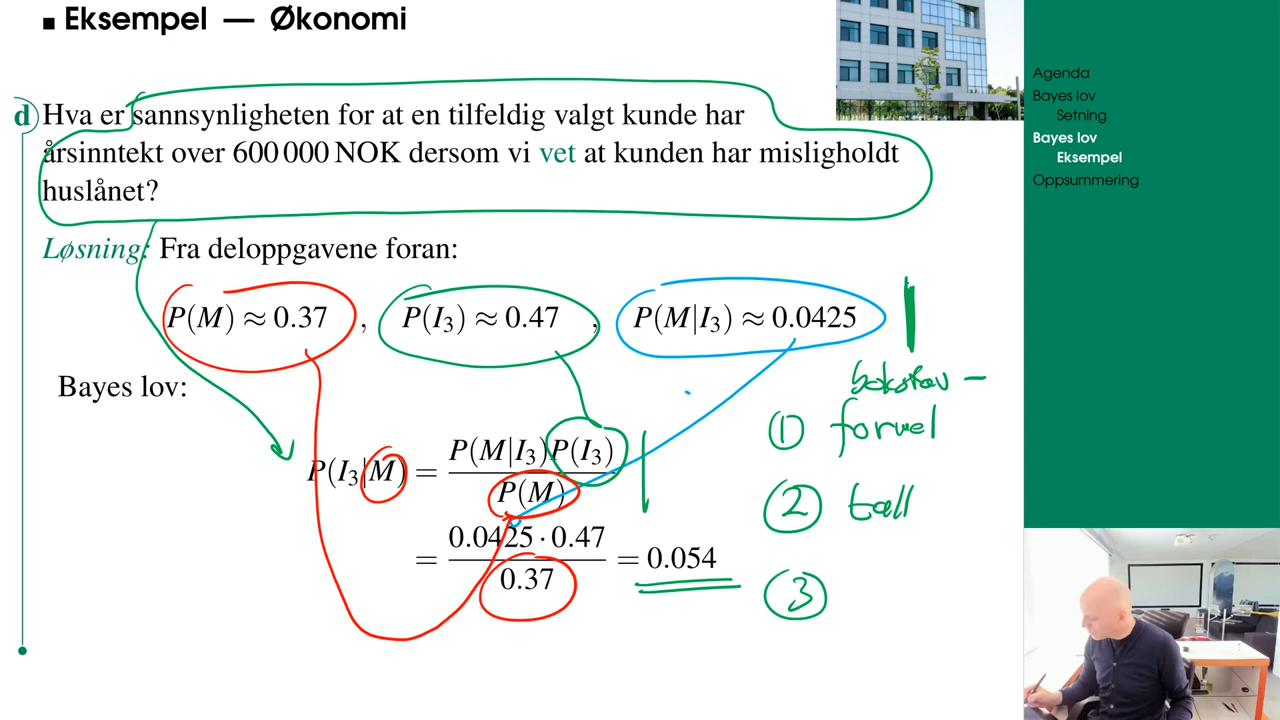 ▪ Eksempel — Økonomi
d Hva er sannsynligheten for at en tilfeldig valgt kunde har
årsinntekt over 600 000 NOK dersom vi vet at kunden har misligholdt
huslånet?
Løsning: Fra deloppgavene foran:
P(M) ≈ 0.37 , P(I₃) ≈ 0.47 , P(M|I₃) ≈ 0.0425
Bayes lov:
P(I₃|M) = P(M|I₃)P(I₃) / P(M)
= 0.0425 · 0.47 / 0.37 = 0.054
bokstav –
① formel
② tall
③
Agenda
Bayes lov
Setning
Bayes lov
Eksempel
Oppsummering